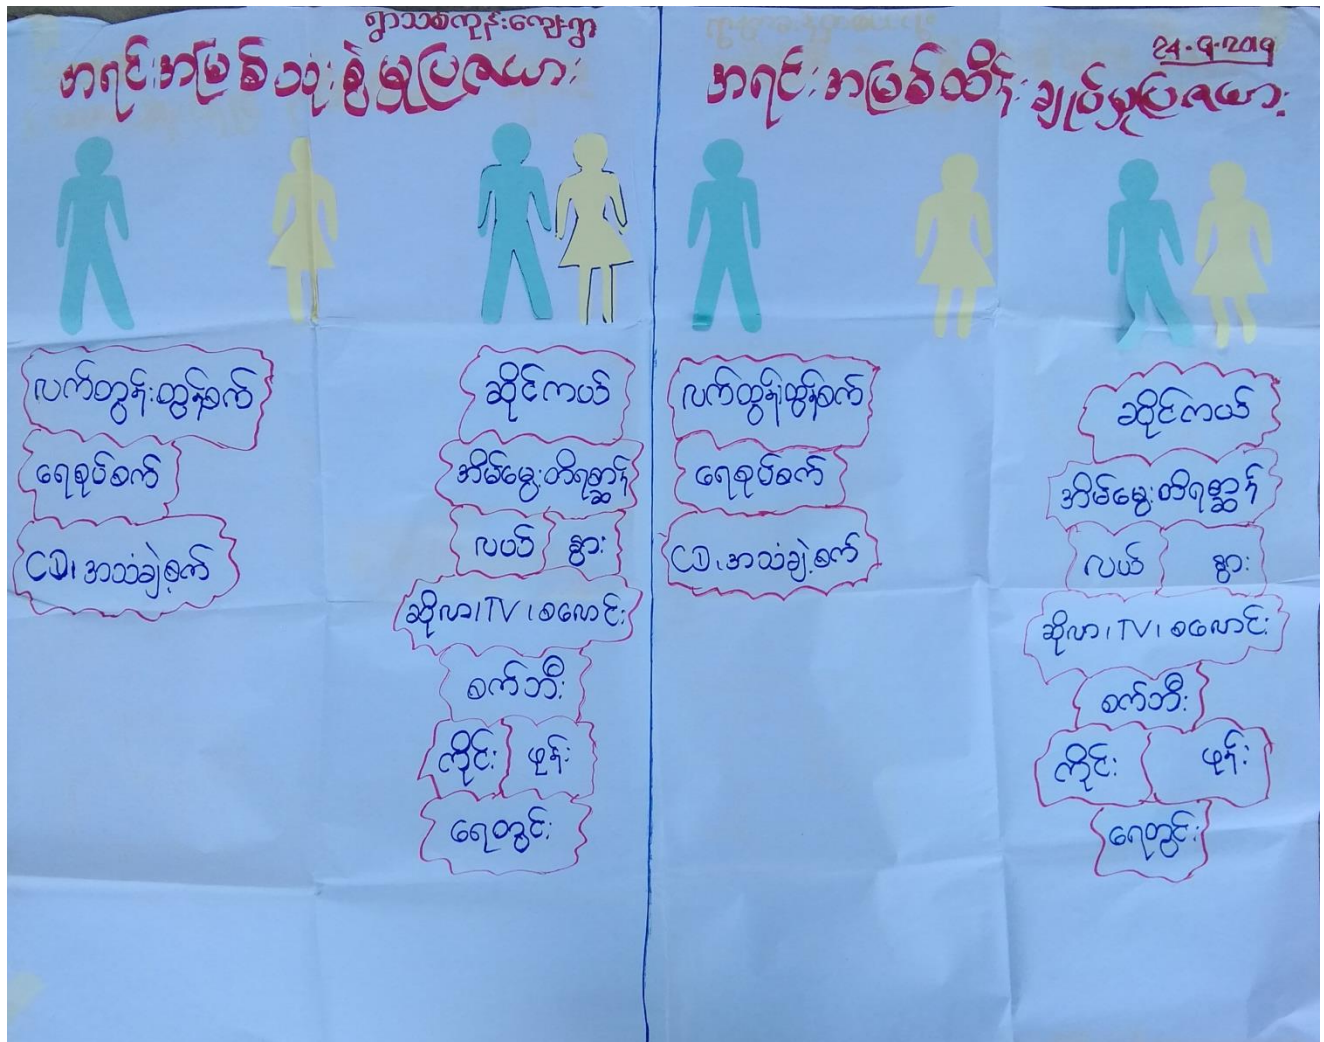 ရွာသစ်ကုန်းကျေးရွာ
အရင်းအမြစ်သုံးစွဲမှုပြဇယား
လက်တွန်းထွန်စက်
ရေစုပ်စက်
CD၊ အသံချဲ့စက်
ဆိုင်ကယ်
အိမ်မွေးတိရစ္ဆာန်
လယ် နွား
ဆိုလာ၊ TV၊ စလောင်း
စက်ဘီး
ကိုင်း ဖုန်း
ရေတွင်း
24-9-2019
အရင်းအမြစ်ထိန်းချုပ်မှုပြဇယား
လက်တွန်းထွန်စက်
ရေစုပ်စက်
CD၊ အသံချဲ့စက်
ဆိုင်ကယ်
အိမ်မွေးတိရစ္ဆာန်
လယ် နွား
ဆိုလာ၊ TV၊ စလောင်း
စက်ဘီး
ကိုင်း ဖုန်း
ရေတွင်း